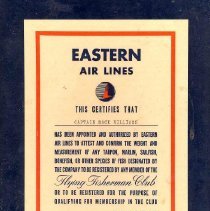 EASTERN
AIR LINES
THIS CERTIFIES THAT
CAPTAIN MACK WILLIAMS
HAS BEEN APPOINTED AND AUTHORIZED BY EASTERN
AIR LINES TO ATTEST AND CONFIRM THE WEIGHT AND
MEASUREMENT OF ANY TARPON, MARLIN, SAILFISH,
BONEFISH, OR OTHER SPECIES OF FISH DESIGNATED BY
THE COMPANY TO BE REGISTERED BY ANY MEMBER OF THE
Flying Fisherman Club
OR TO BE REGISTERED FOR THE PURPOSE OF
QUALIFYING FOR MEMBERSHIP IN THE CLUB